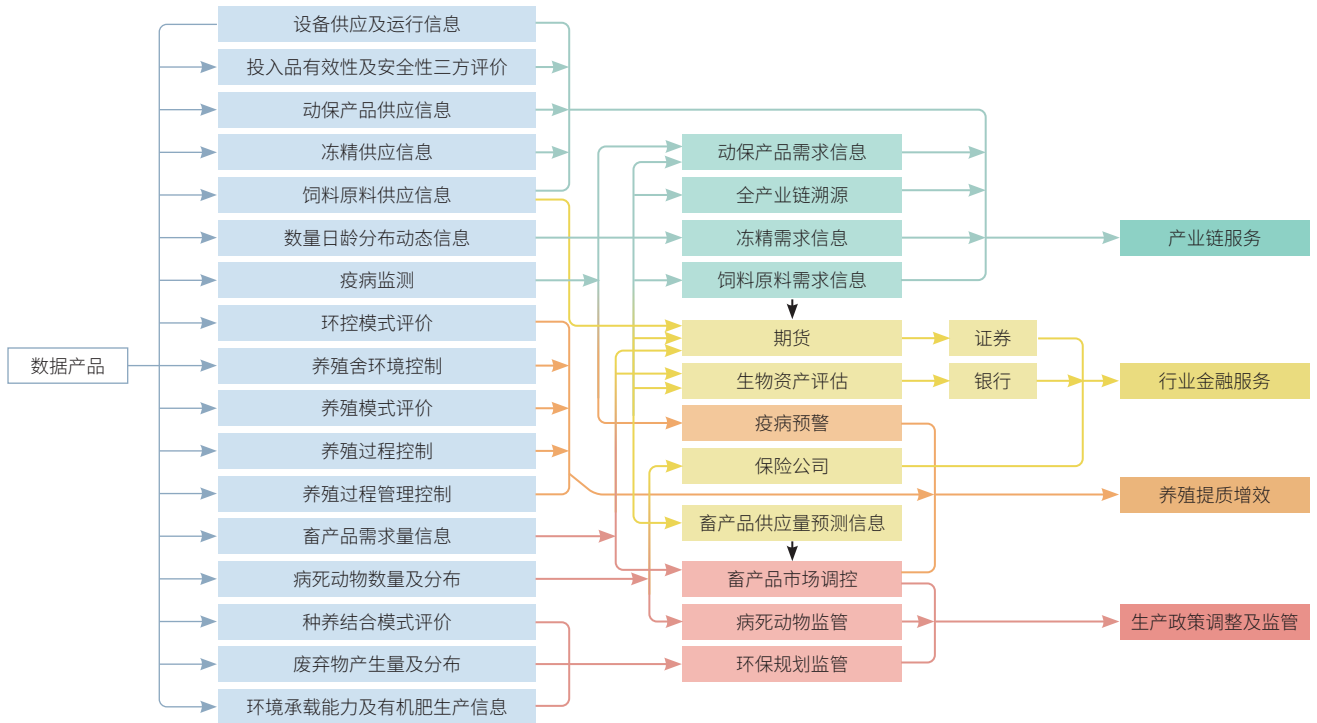 数据产品
设备供应及运行信息
投入品有效性及安全性三方评价
动保产品供应信息
冻精供应信息
饲料原料供应信息
数量日龄分布动态信息
疫病监测
环控模式评价
养殖舍环境控制
养殖模式评价
养殖过程控制
养殖过程管理控制
畜产品需求量信息
病死动物数量及分布
种养结合模式评价
废弃物产生量及分布
环境承载能力及有机肥生产信息
动保产品需求信息
全产业链溯源
冻精需求信息
饲料原料需求信息
期货
生物资产评估
疫病预警
保险公司
畜产品供应量预测信息
畜产品市场调控
病死动物监管
环保规划监管
证券
银行
产业链服务
行业金融服务
养殖提质增效
生产政策调整及监管